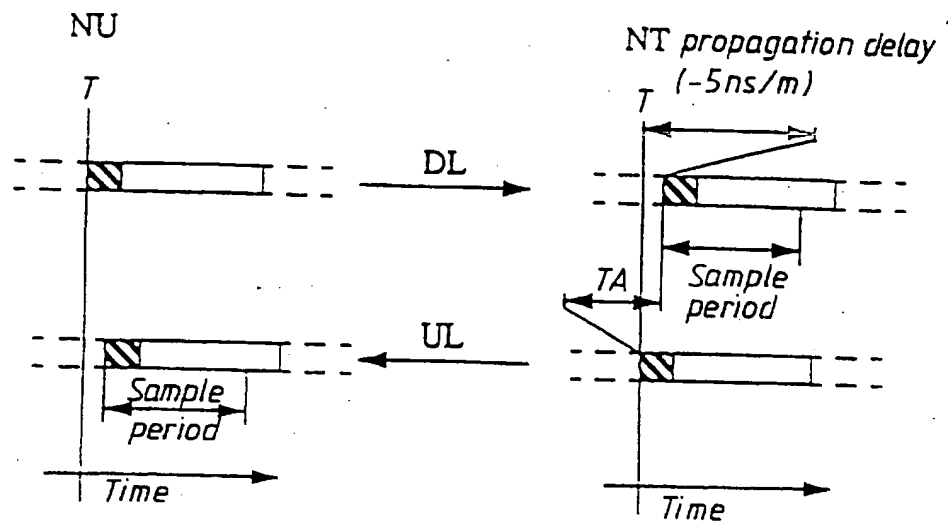 NU
NT propagation delay
(~5ns/m)
T
T
DL
Sample
period
TA
UL
Sample
period
Time
Time